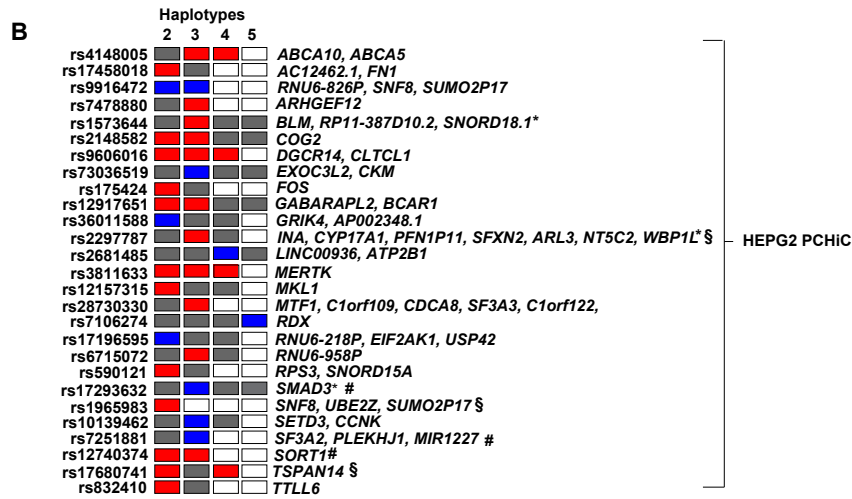 B
Haplotypes
2 3 4 5
rs4148005 ABCA10, ABCA5
rs17458018 AC12462.1, FN1
rs9916472 RNU6-826P, SNF8, SUMO2P17
rs7478880 ARHGEF12
rs1573644 BLM, RP11-387D10.2, SNORD18.1*
rs2148582 COG2
rs9606016 DGCR14, CLTCL1
rs73036519 EXOC3L2, CKM
rs175424 FOS
rs12917651 GABARAPL2, BCAR1
rs36011588 GRIK4, AP002348.1
rs2297787 INA, CYP17A1, PFN1P11, SFXN2, ARL3, NT5C2, WBP1L* §
rs2681485 LINC00936, ATP2B1
rs3811633 MERTK
rs12157315 MKL1
rs28730330 MTF1, C1orf109, CDCA8, SF3A3, C1orf122,
rs7106274 RDX
rs17196595 RNU6-218P, EIF2AK1, USP42
rs6715072 RNU6-958P
rs590121 RPS3, SNORD15A
rs17293632 SMAD3* #
rs1965983 SNF8, UBE2Z, SUMO2P17 §
rs10139462 SETD3, CCNK
rs7251881 SF3A2, PLEKHJ1, MIR1227 #
rs12740374 SORT1#
rs17680741 TSPAN14 §
rs832410 TTLL6
HEPG2 PCHiC